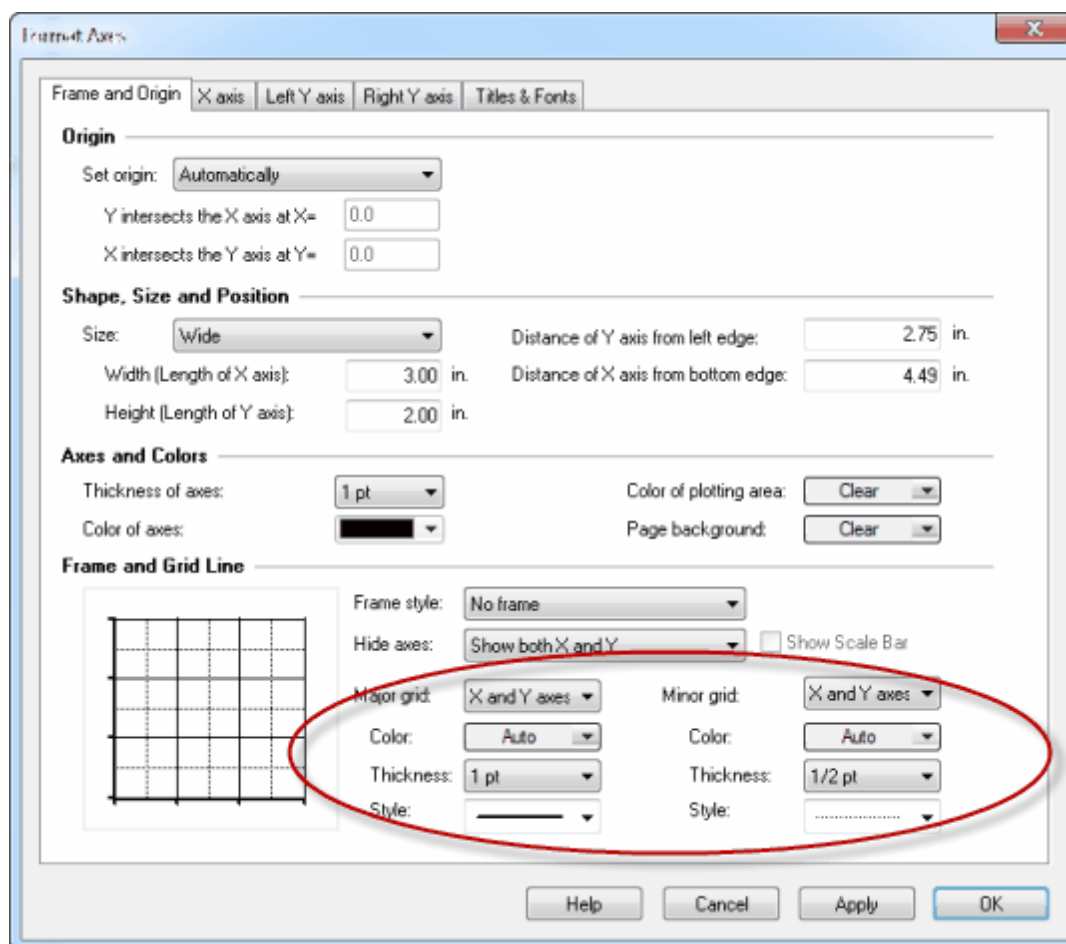 Format Axes
Frame and Origin X axis Left Y axis Right Y axis Titles & Fonts
Origin
Set origin: Automatically
Y intersects the X axis at X= 0.0
X intersects the Y axis at Y= 0.0
Shape, Size and Position
Size: Wide Distance of Y axis from left edge: 2.75 in.
Width (Length of X axis): 3.00 in. Distance of X axis from bottom edge: 4.49 in.
Height (Length of Y axis): 2.00 in.
Axes and Colors
Thickness of axes: 1 pt Color of plotting area: Clear
Color of axes: Page background: Clear
Frame and Grid Line
Frame style: No frame
Hide axes: Show both X and Y Show Scale Bar
Major grid: X and Y axes Minor grid: X and Y axes
Color: Auto Color: Auto
Thickness: 1 pt Thickness: 1/2 pt
Style: Style:
Help Cancel Apply OK